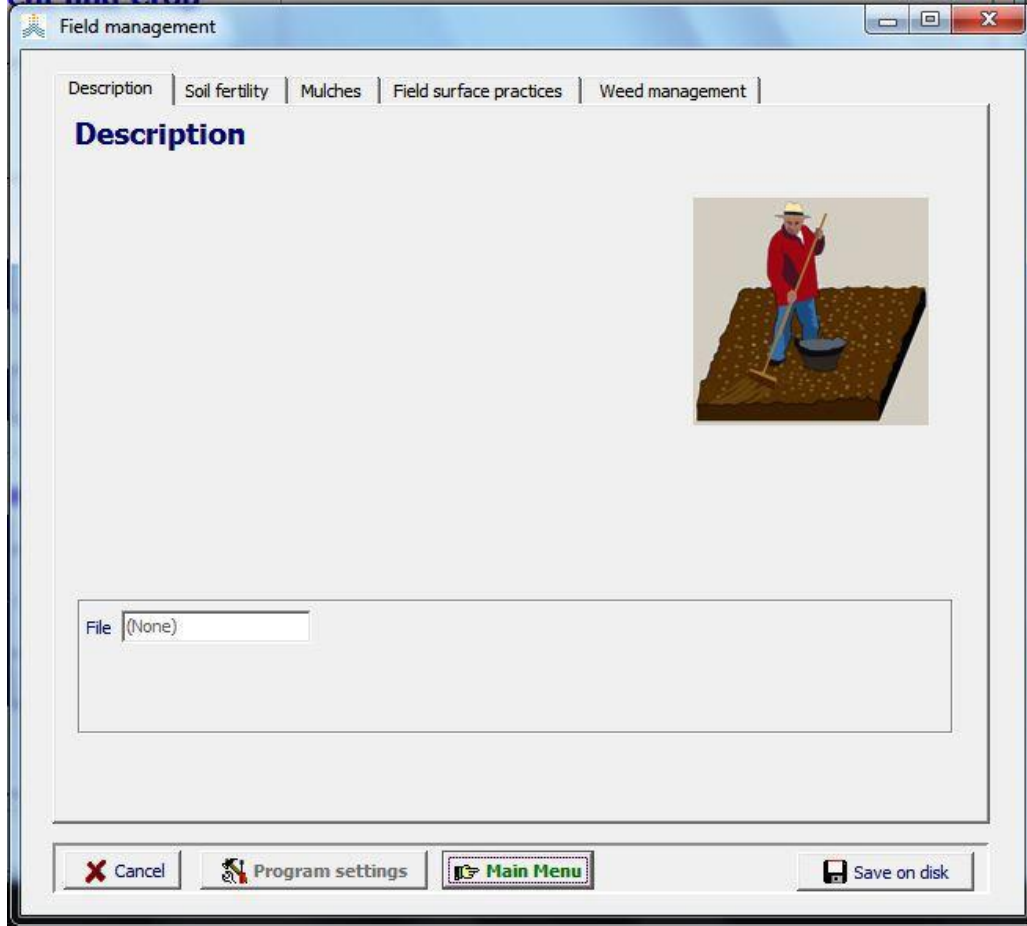 Field management
Description Soil fertility Mulches Field surface practices Weed management
Description
File (None)
Cancel Program settings Main Menu Save on disk